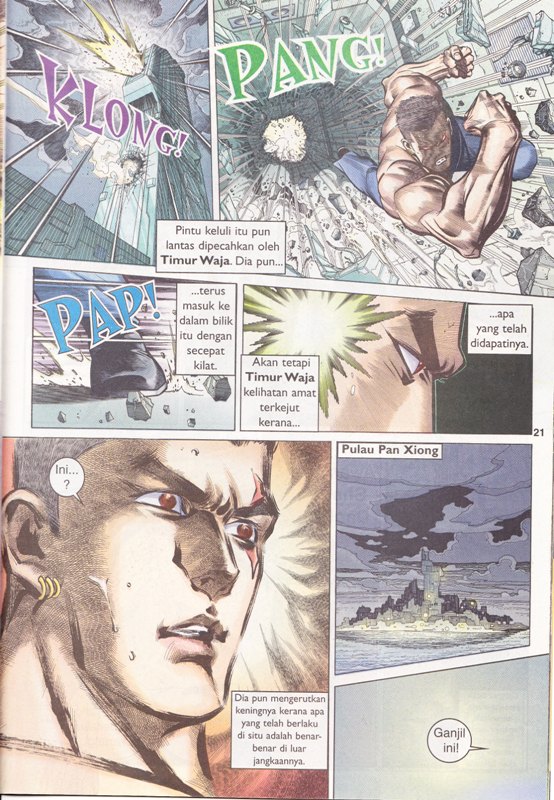 KLONG!
PANG!
Pintu keluli itu pun
lantas dipecahkan oleh
Timur Waja. Dia pun...
PAP!
...terus
masuk ke
dalam bilik
itu dengan
secepat
kilat.
Akan tetapi
Timur Waja
kelihatan amat
terkejut
kerana...
...apa
yang telah
didapatinya.
21
Ini...
?
Dia pun mengerutkan
keningnya kerana apa
yang telah berlaku
di situ adalah benar-
benar di luar
jangkaannya.
Pulau Pan Xiong
Ganjil
ini!